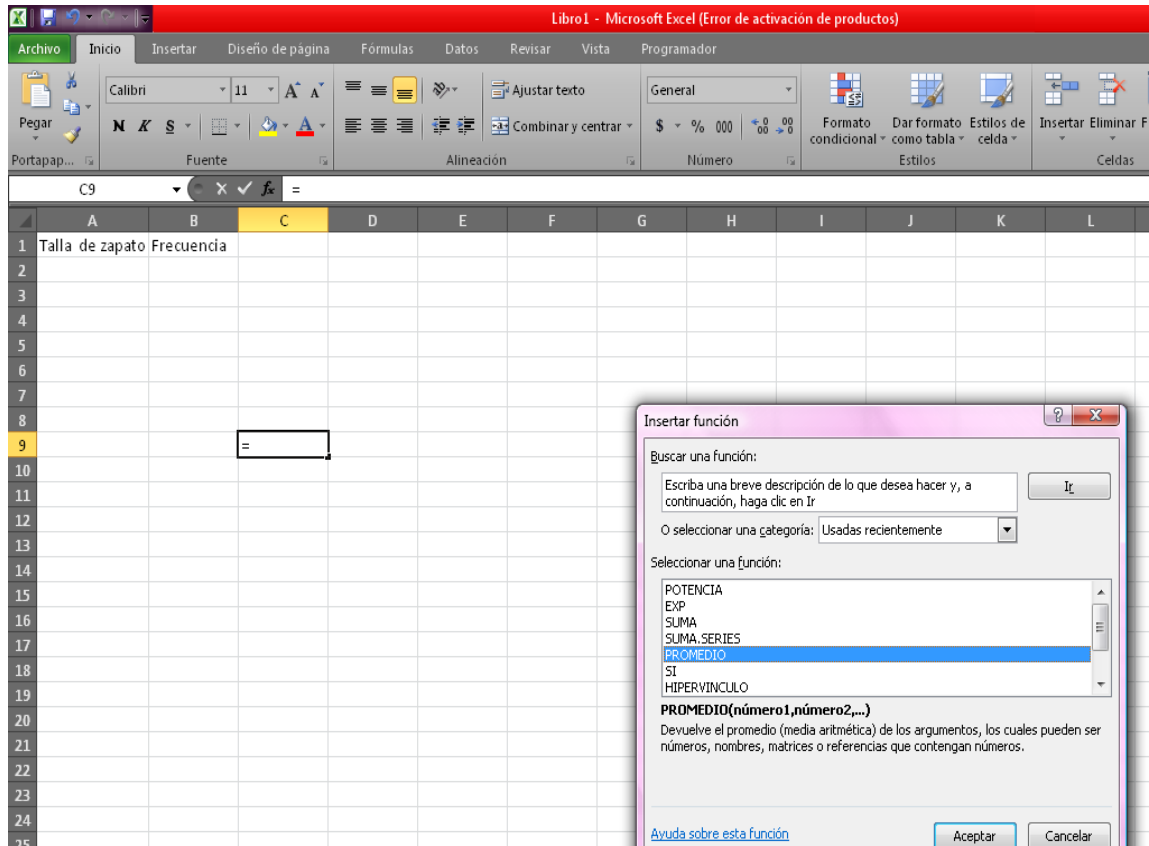 Libro1 - Microsoft Excel (Error de activación de productos)
Archivo Inicio Insertar Diseño de página Fórmulas Datos Revisar Vista Programador
Calibri 11 A A Ajustar texto General
Pegar N K S A Combinar y centrar $ % 000 Formato condicional Dar formato como tabla Estilos de celda Insertar Eliminar F
Portapap... Fuente Alineación Número Estilos Celdas
C9 fx =
A B C D E F G H I J K L
1 Talla de zapato Frecuencia
2
3
4
5
6
7
8
9 =
10
11
12
13
14
15
16
17
18
19
20
21
22
23
24
25
Insertar función
Buscar una función:
Escriba una breve descripción de lo que desea hacer y, a
continuación, haga clic en Ir
Ir
O seleccionar una categoría: Usadas recientemente
Seleccionar una función:
POTENCIA
EXP
SUMA
SUMA.SERIES
PROMEDIO
SI
HIPERVINCULO
PROMEDIO(número1,número2,...)
Devuelve el promedio (media aritmética) de los argumentos, los cuales pueden ser
números, nombres, matrices o referencias que contengan números.
Ayuda sobre esta función
Aceptar Cancelar